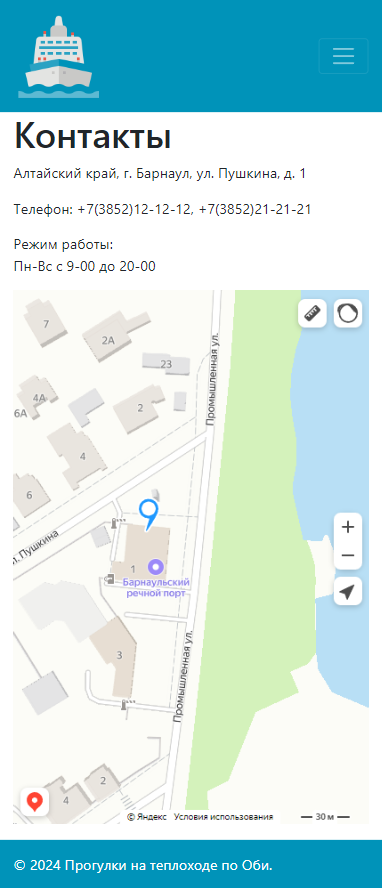 Контакты
Алтайский край, г. Барнаул, ул. Пушкина, д. 1
Телефон: +7(3852)12-12-12, +7(3852)21-21-21
Режим работы:
Пн-Вс с 9-00 до 20-00
7
2А
23
Промышленная ул.
4А
6А
2
4
6
л. Пушкина
1
Барнаульский
речной порт
3
Промышленная ул.
2
4
© Яндекс Условия использования
30 м
© 2024 Прогулки на теплоходе по Оби.